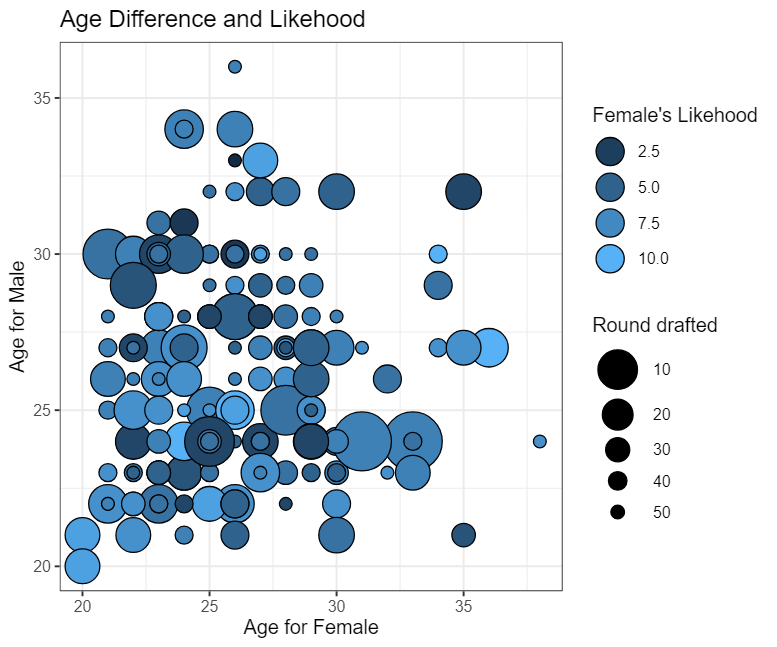 Age Difference and Likehood
Age for Male
35
30
25
20
20 25 30 35
Age for Female
Female's Likehood
2.5
5.0
7.5
10.0
Round drafted
10
20
30
40
50